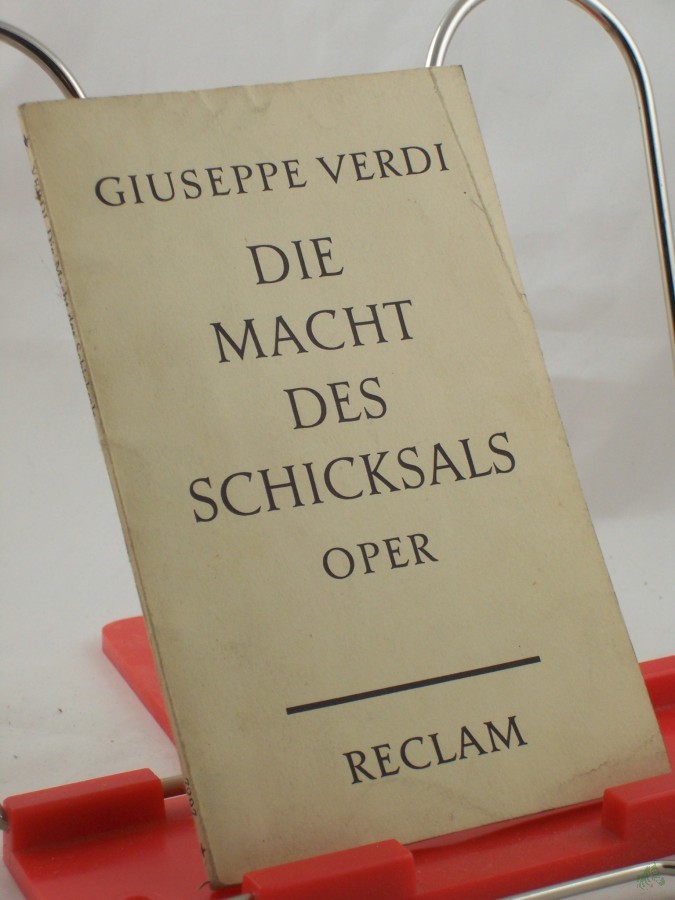 GIUSEPPE VERDI
DIE
MACHT
DES
SCHICKSALS
OPER
RECLAM